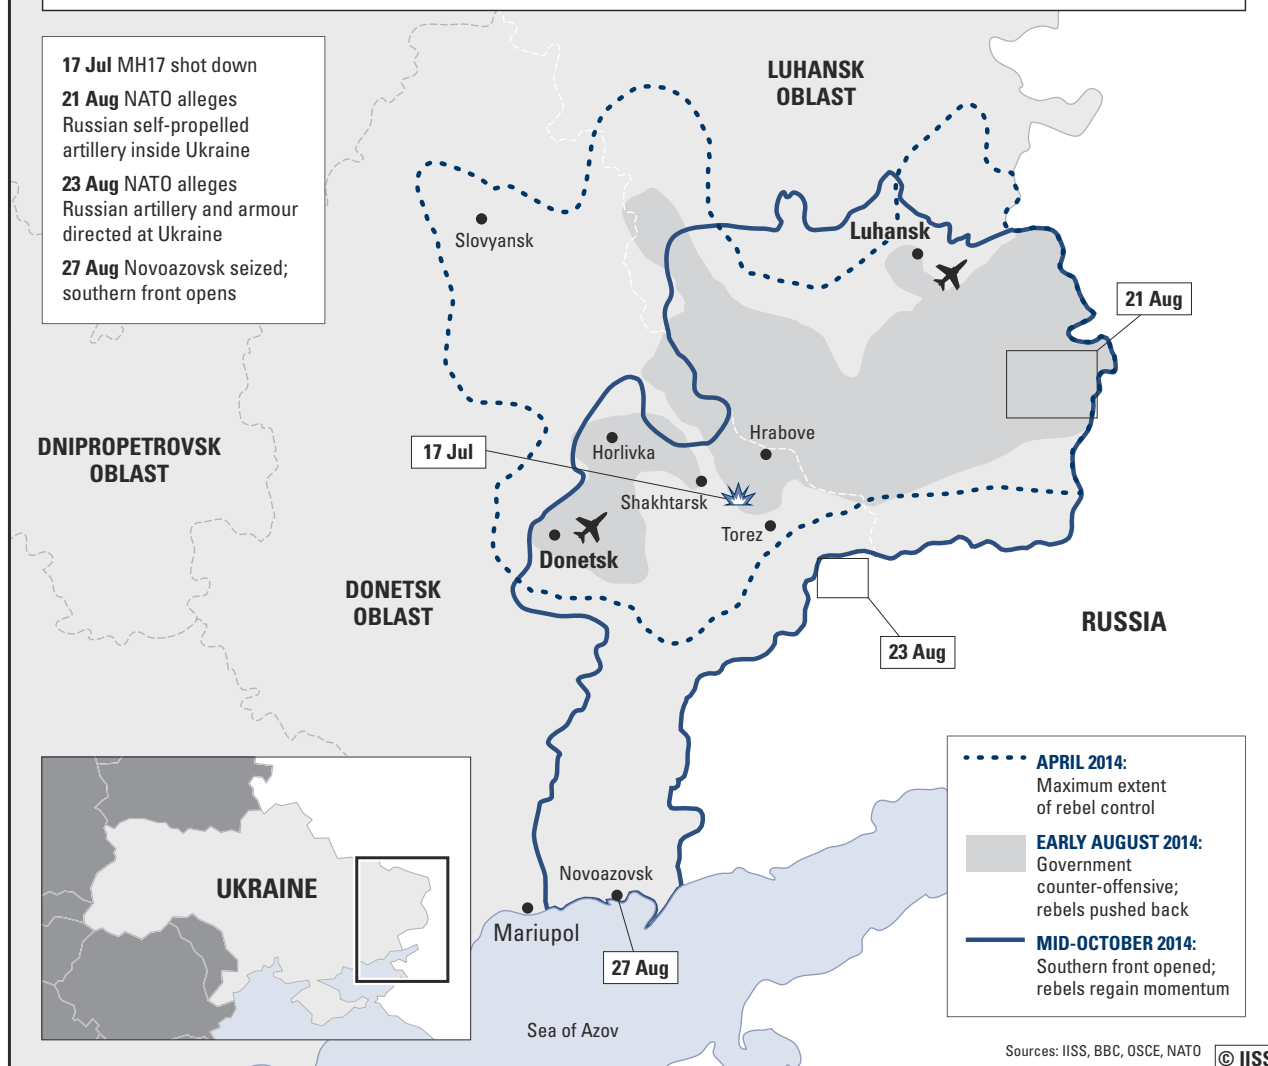 17 Jul MH17 shot down
21 Aug NATO alleges
Russian self-propelled
artillery inside Ukraine
23 Aug NATO alleges
Russian artillery and armour
directed at Ukraine
27 Aug Novoazovsk seized;
southern front opens
LUHANSK
OBLAST
Slovyansk
Luhansk
21 Aug
DNIPROPETROVSK
OBLAST
17 Jul
Horlivka
Hrabove
Shakhtarsk
Torez
Donetsk
DONETSK
OBLAST
RUSSIA
23 Aug
UKRAINE
Novoazovsk
Mariupol
27 Aug
Sea of Azov
APRIL 2014:
Maximum extent
of rebel control
EARLY AUGUST 2014:
Government
counter-offensive;
rebels pushed back
MID-OCTOBER 2014:
Southern front opened;
rebels regain momentum
Sources: IISS, BBC, OSCE, NATO
© IISS